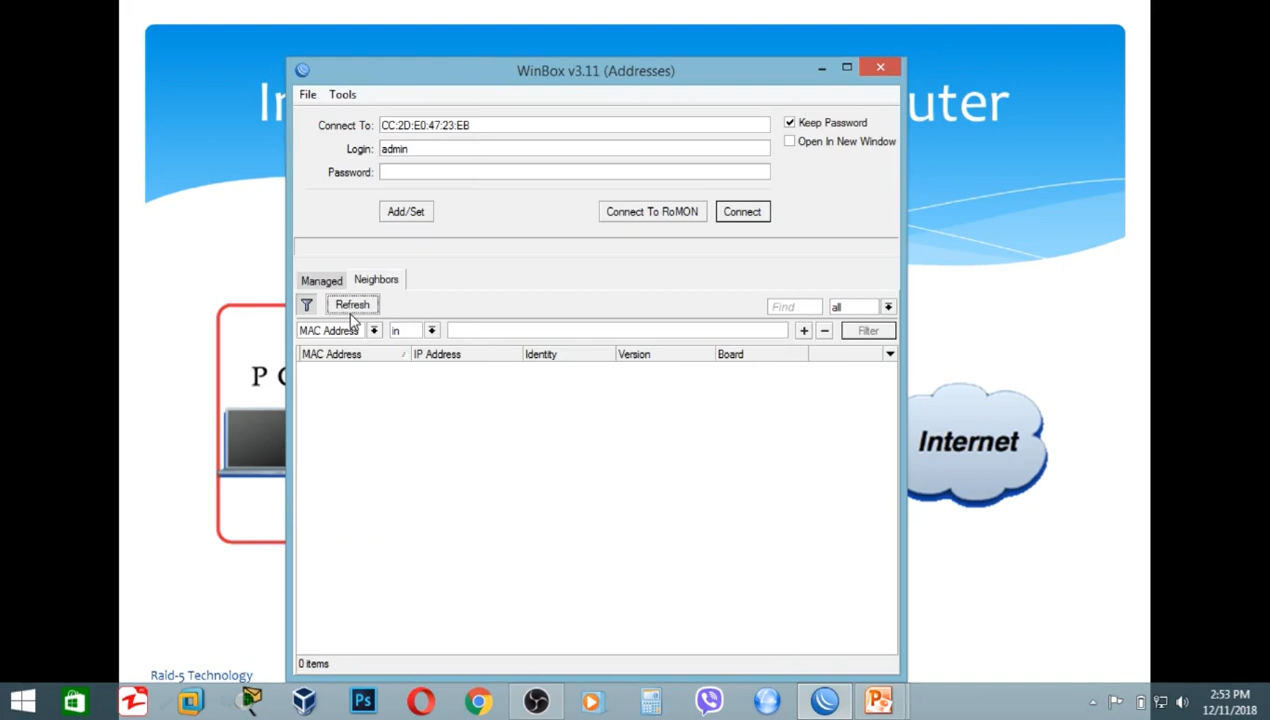 In
uter
WinBox v3.11 (Addresses)
File Tools
Connect To: CC:2D:E0:47:23:EB
Keep Password
Login: admin
Open In New Window
Password:
Add/Set Connect To RoMON Connect
Managed Neighbors
Refresh Find all
MAC Address in + − Filter
MAC Address / IP Address Identity Version Board
P
Internet
0 items
Raid-5 Technology
Ps
2:53 PM
12/11/2018